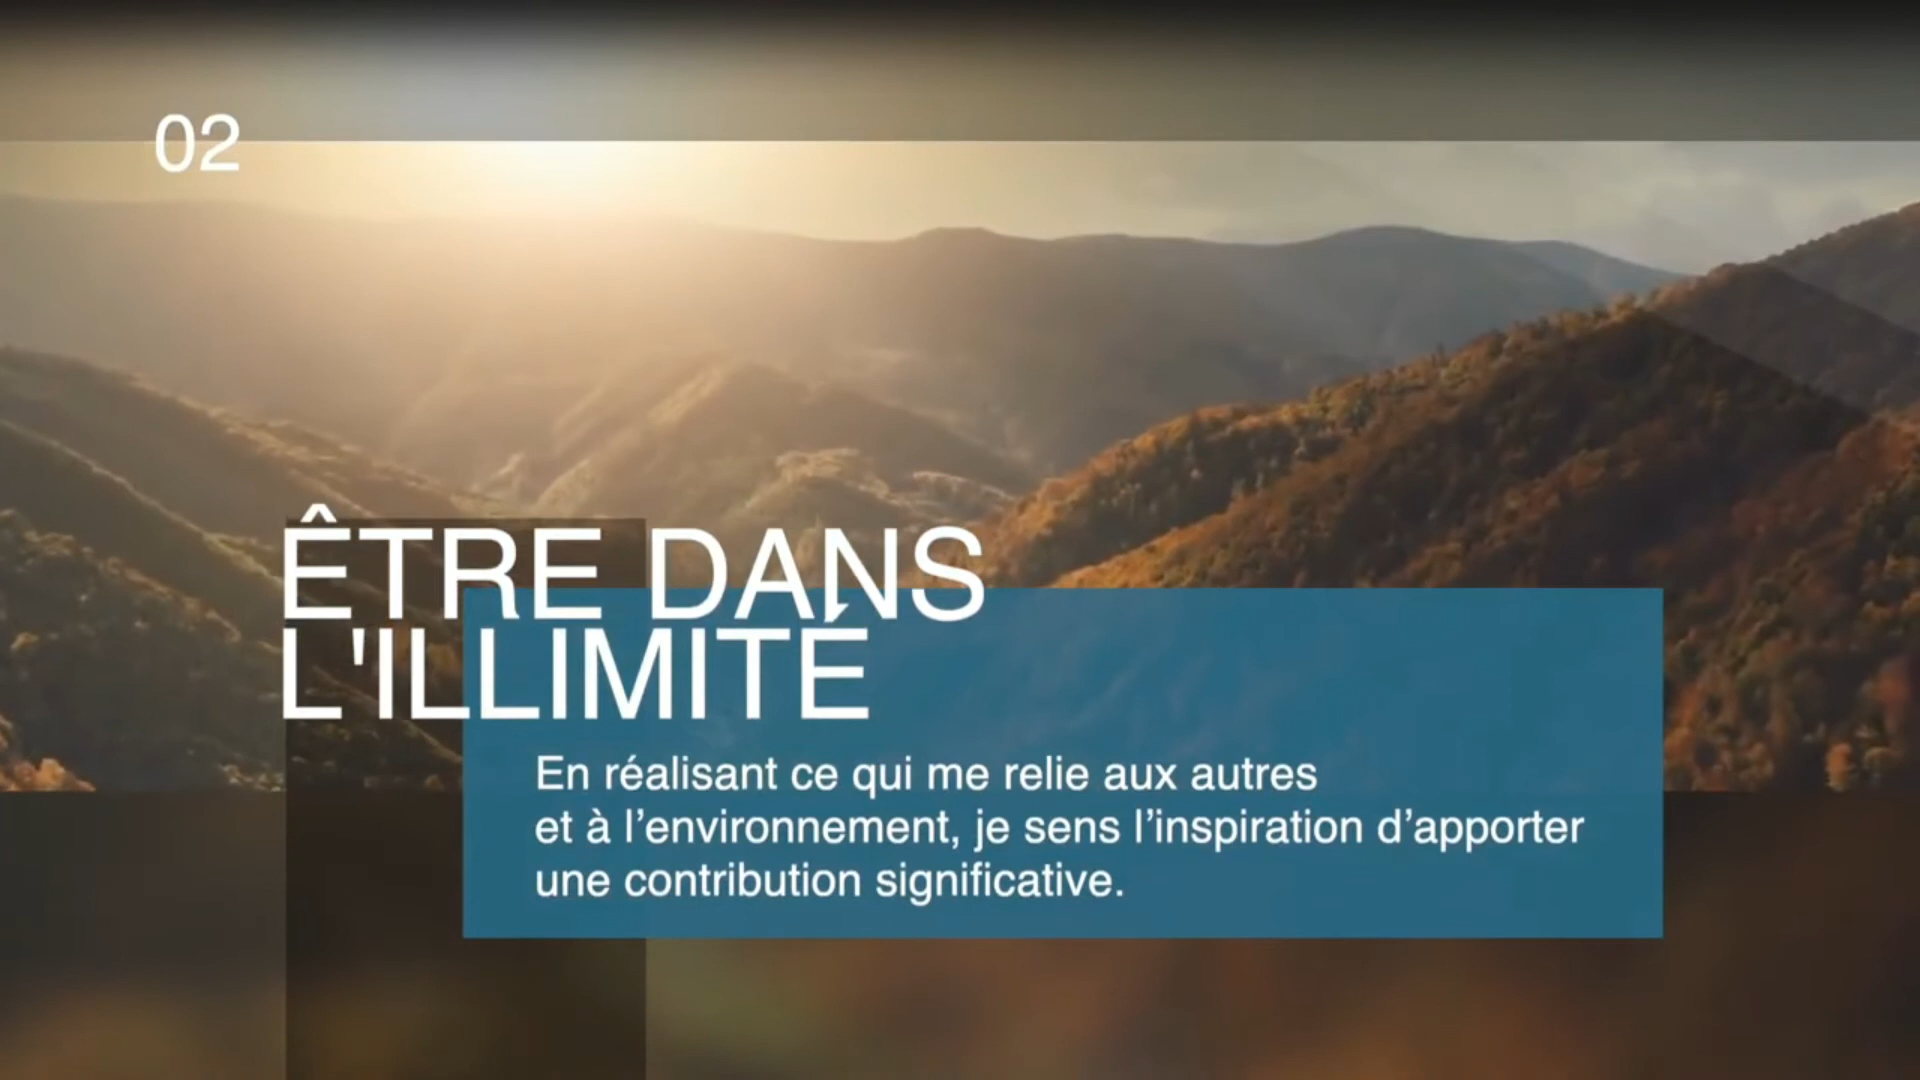 02
ÊTRE DANS
L'ILLIMITÉ
En réalisant ce qui me relie aux autres
et à l’environnement, je sens l’inspiration d’apporter
une contribution significative.